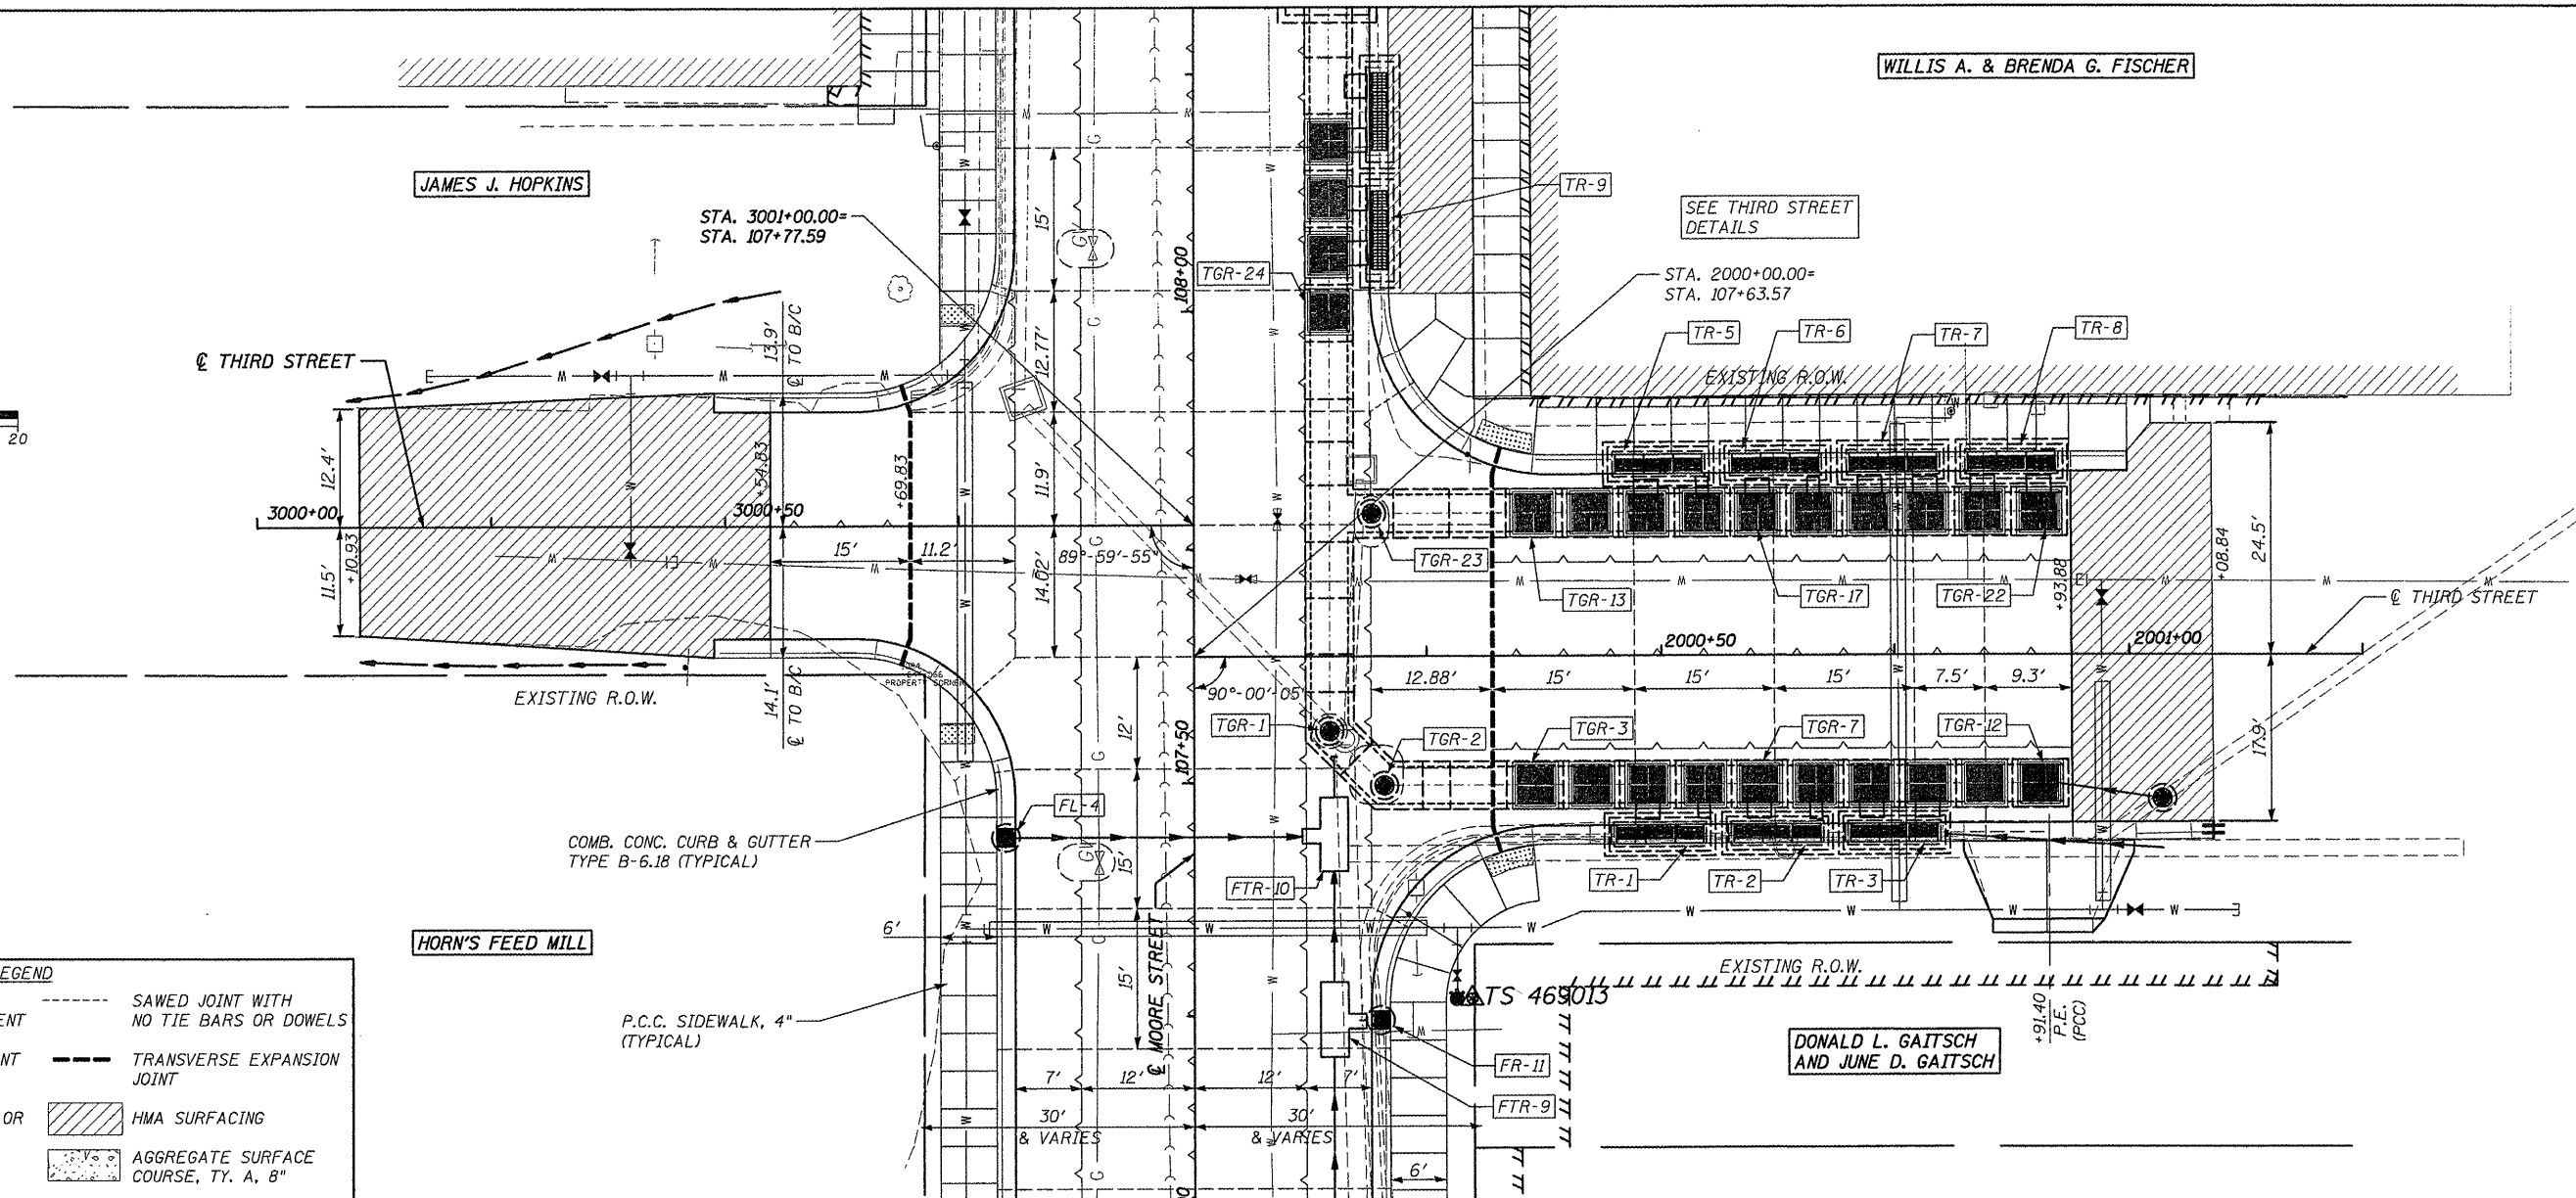 WILLIS A. & BRENDA G. FISCHER
JAMES J. HOPKINS
STA. 3001+00.00=
STA. 107+77.59
TR-9
SEE THIRD STREET
DETAILS
STA. 2000+00.00=
STA. 107+63.57
TGR-24
108+00
15'
12.77'
13.9'
℄ TO B/C
℄ THIRD STREET
TR-5
TR-6
TR-7
TR-8
EXISTING R.O.W.
20
12.4'
+54.83
+69.83
11.9'
3000+00
3000+50
11.5'
+10.93
15'
11.2'
14.02'
89°-59'-55"
TGR-23
TGR-13
TGR-17
TGR-22
+93.88
+08.84
24.5'
℄ THIRD STREET
2000+50
2001+00
12.88'
15'
15'
15'
7.5'
9.3'
90°-00'-05"
PROPERTY CORNER
EXISTING R.O.W.
14.1'
℄ TO B/C
12'
107+50
TGR-1
TGR-2
TGR-3
TGR-7
TGR-12
17.9'
FL-4
COMB. CONC. CURB & GUTTER
TYPE B-6.18 (TYPICAL)
15'
FTR-10
TR-1
TR-2
TR-3
6'
HORN'S FEED MILL
15'
℄ MOORE STREET
EXISTING R.O.W.
TS 469013
P.C.C. SIDEWALK, 4"
(TYPICAL)
+91.40
P.E.
(PCC)
DONALD L. GAITSCH
AND JUNE D. GAITSCH
FR-11
FTR-9
7'
12'
12'
7'
30'
& VARIES
30'
& VARIES
6'
EGEND
SAWED JOINT WITH
NO TIE BARS OR DOWELS
ENT
NT
TRANSVERSE EXPANSION
JOINT
OR
HMA SURFACING
AGGREGATE SURFACE
COURSE, TY. A, 8"